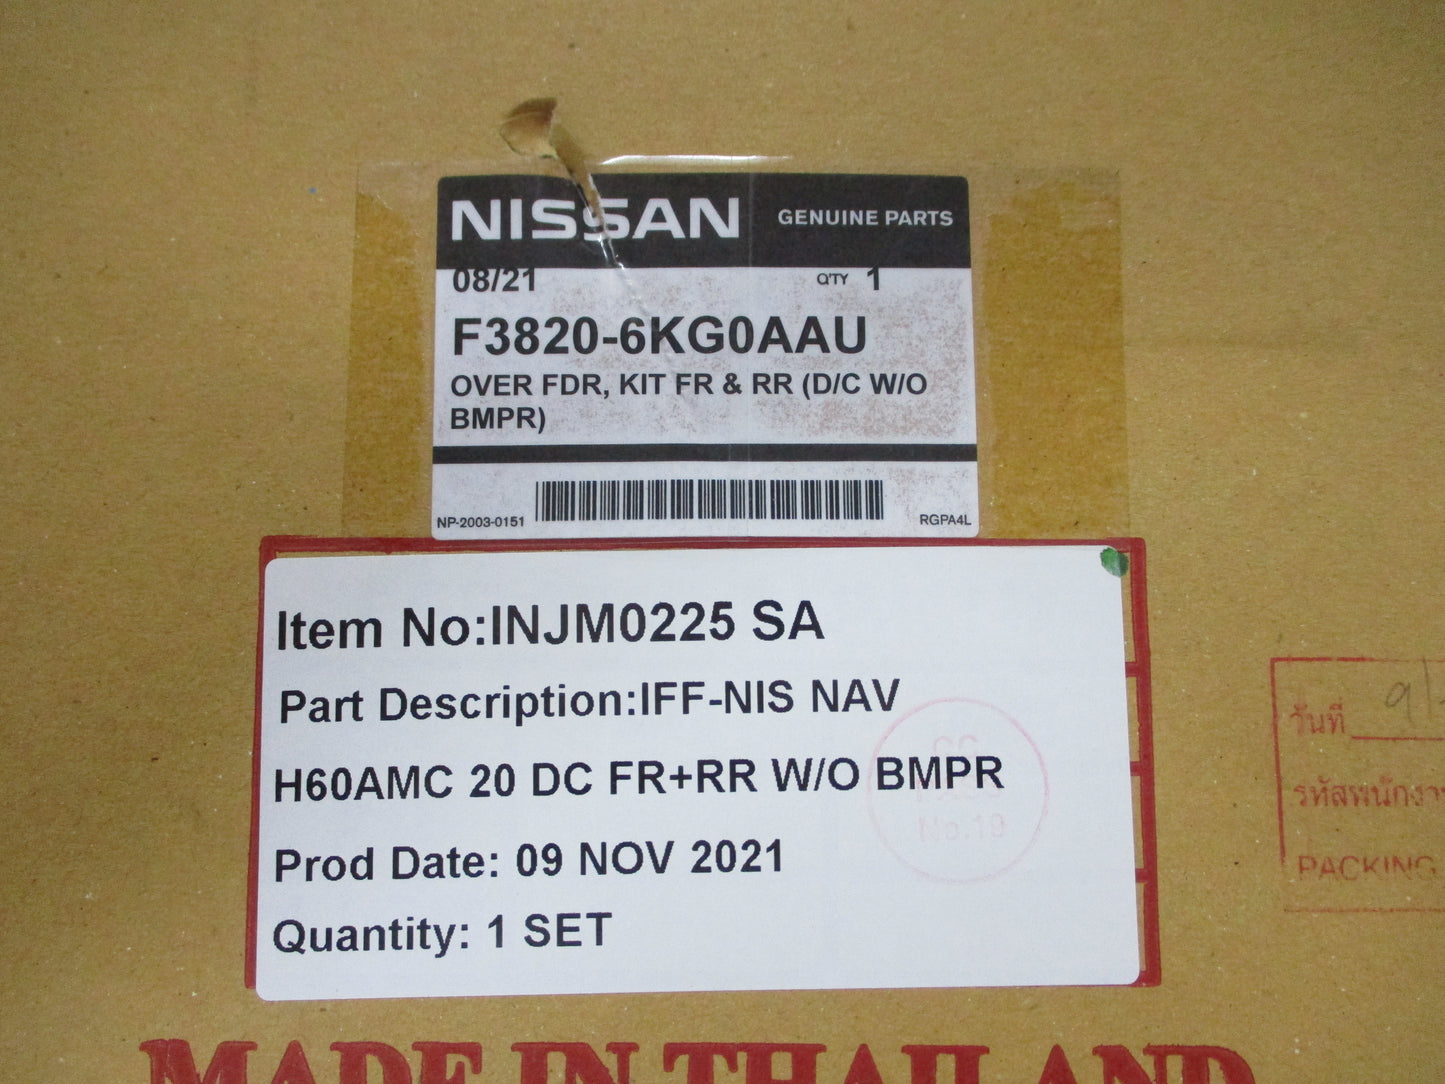 NISSAN GENUINE PARTS
08/21 Q'TY 1
F3820-6KG0AAU
OVER FDR, KIT FR & RR (D/C W/O
BMPR)
NP-2003-0151 RGPA4L
Item No:INJM0225 SA
Part Description:IFF-NIS NAV
H60AMC 20 DC FR+RR W/O BMPR
Prod Date: 09 NOV 2021
Quantity: 1 SET
No.19
วันที่
รหัสพนักงาน
PACKING
MADE IN THAILAND